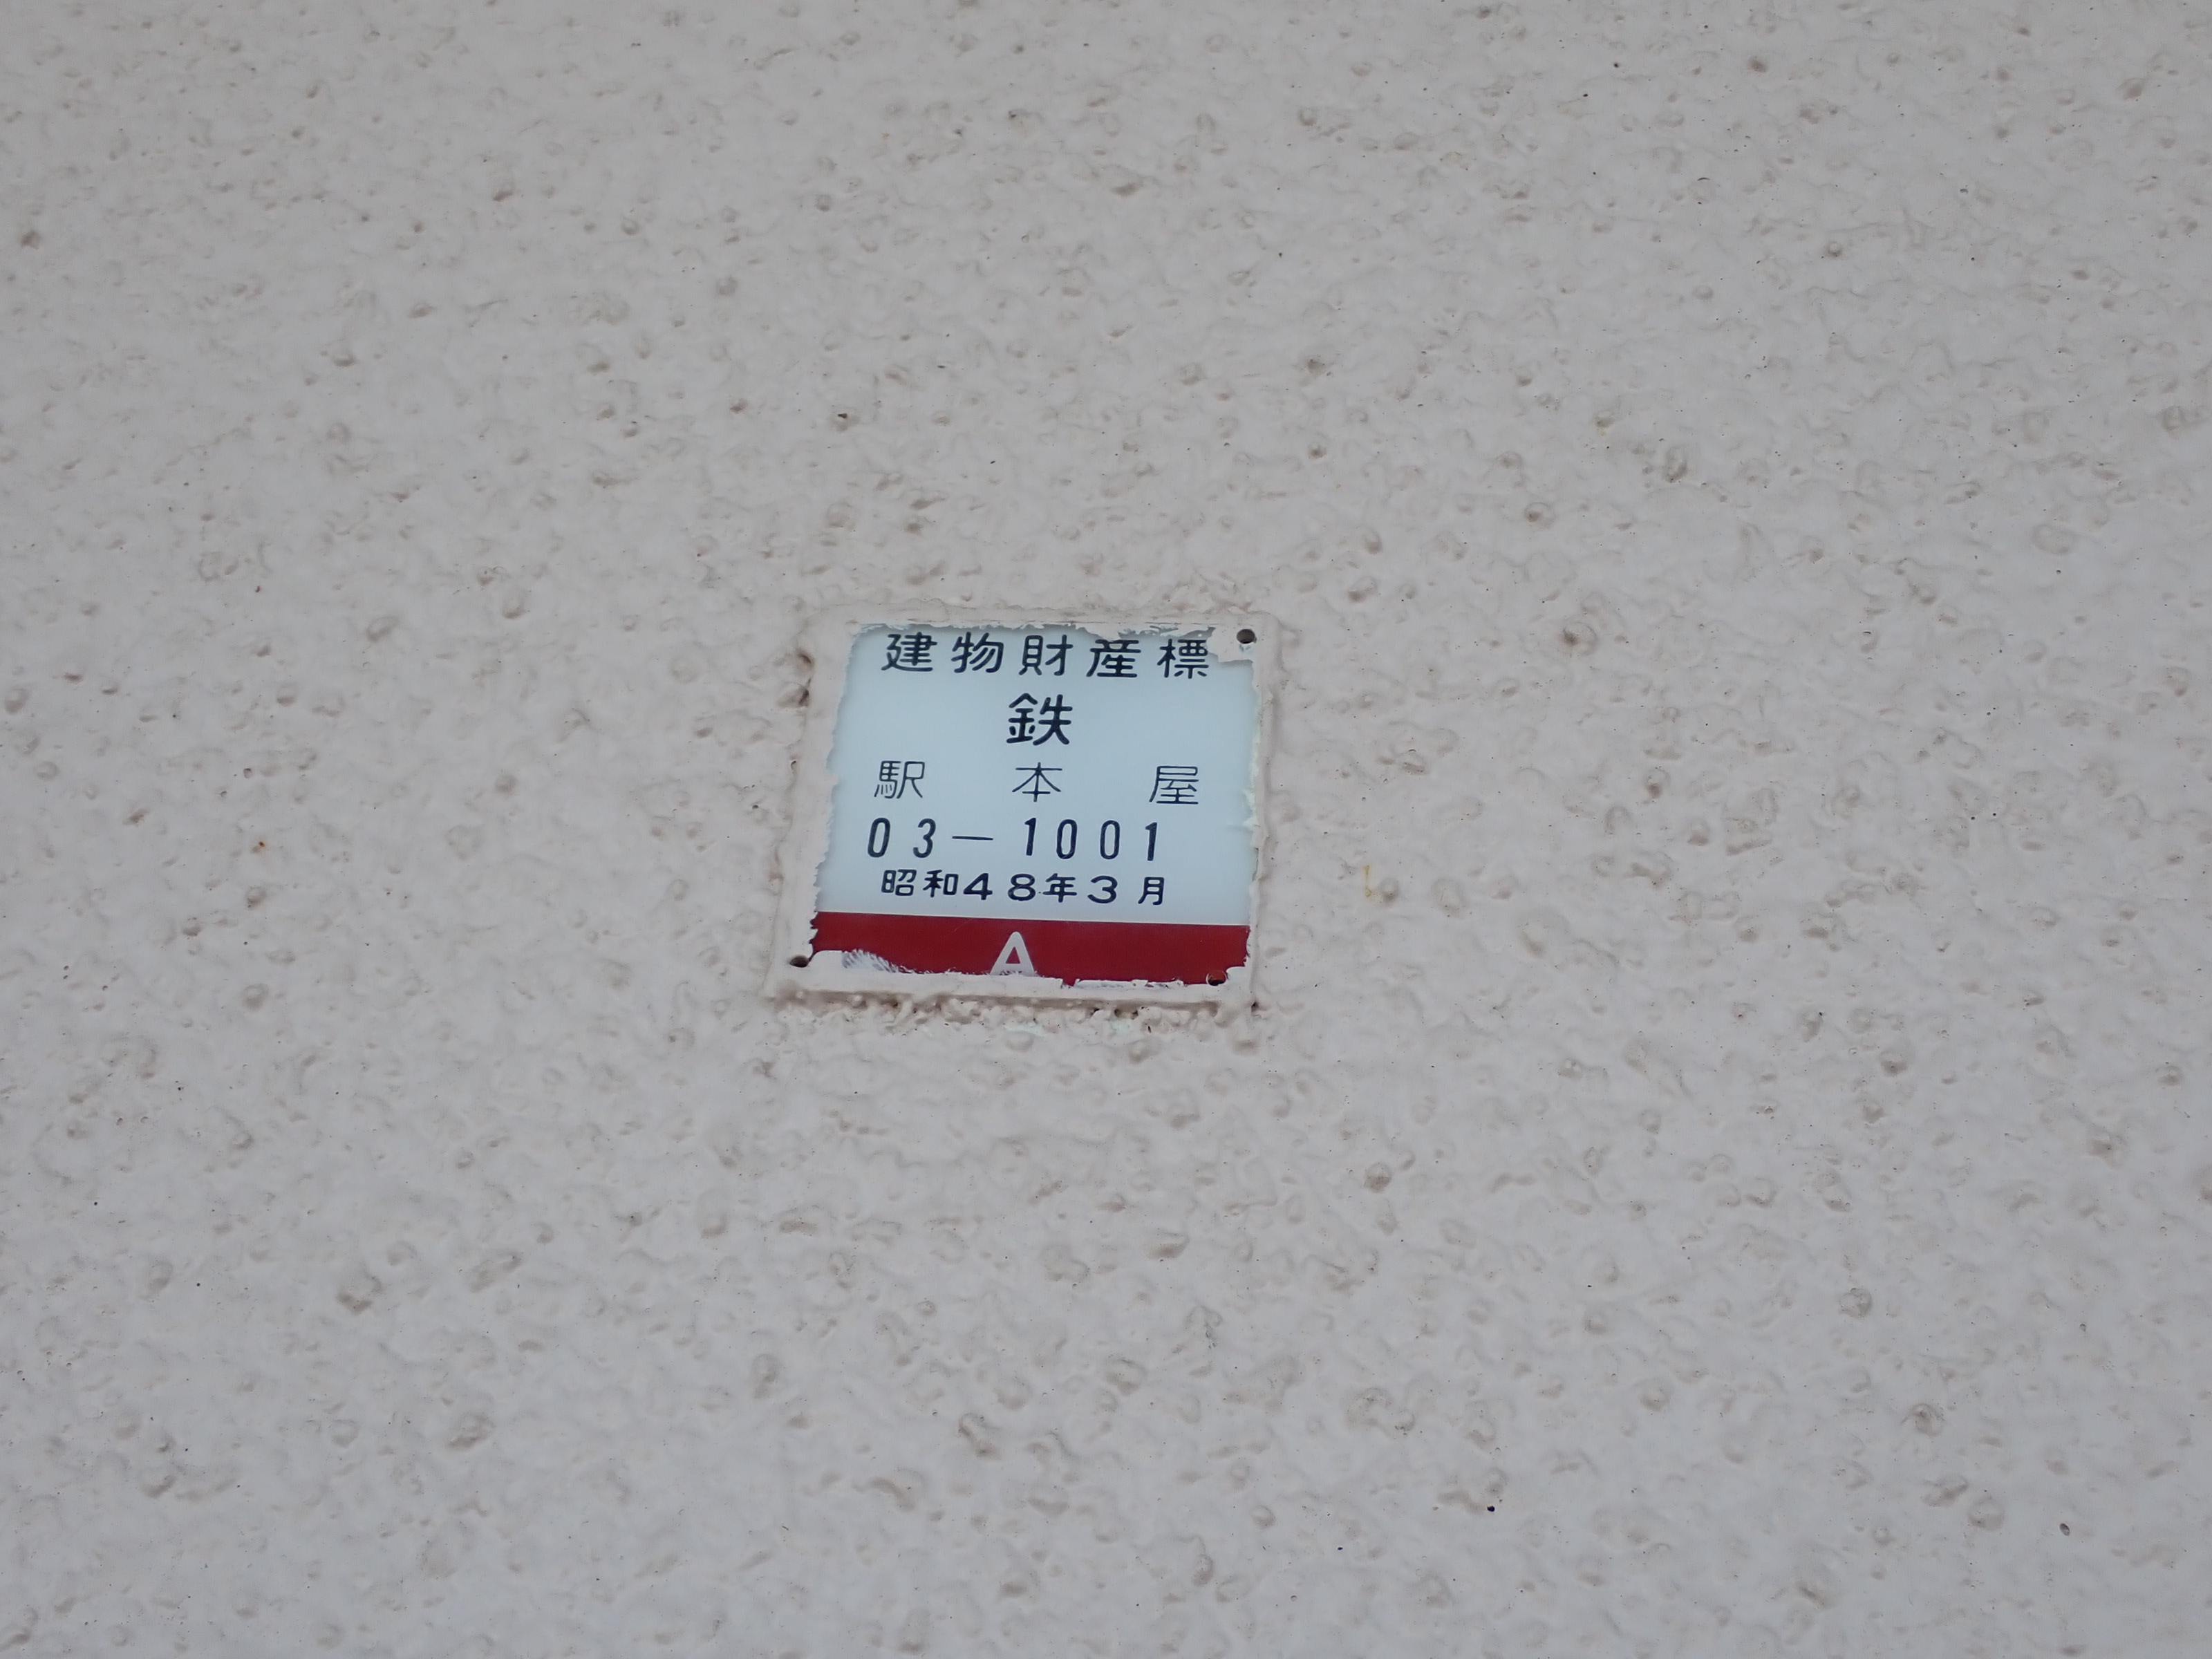 建物財産標
鉄
駅 本 屋
03-1001
昭和48年3月
A